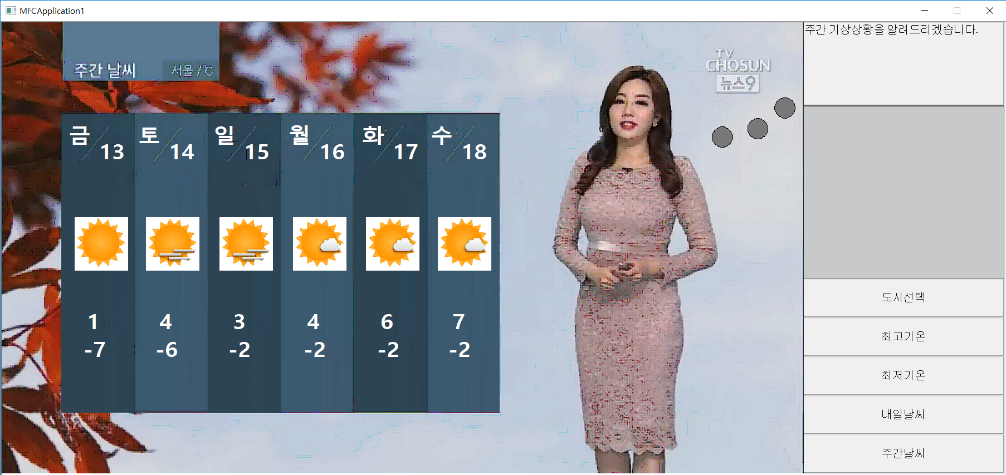 MFCApplication1
주간 기상상황을 알려드리겠습니다.
주간 날씨 서울 / ℃
TV
CHOSUN
뉴스9
금 13 토 14 일 15 월 16 화 17 수 18
1 4 3 4 6 7
-7 -6 -2 -2 -2 -2
도시선택
최고기온
최저기온
내일날씨
주간날씨